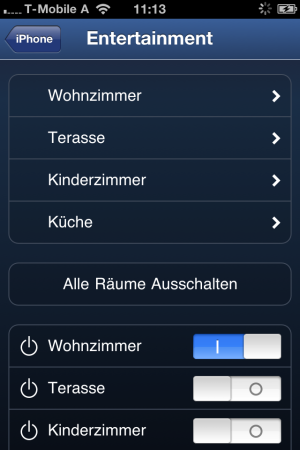 T-Mobile A 11:13
iPhone Entertainment
Wohnzimmer
Terasse
Kinderzimmer
Küche
Alle Räume Ausschalten
Wohnzimmer
Terasse
Kinderzimmer